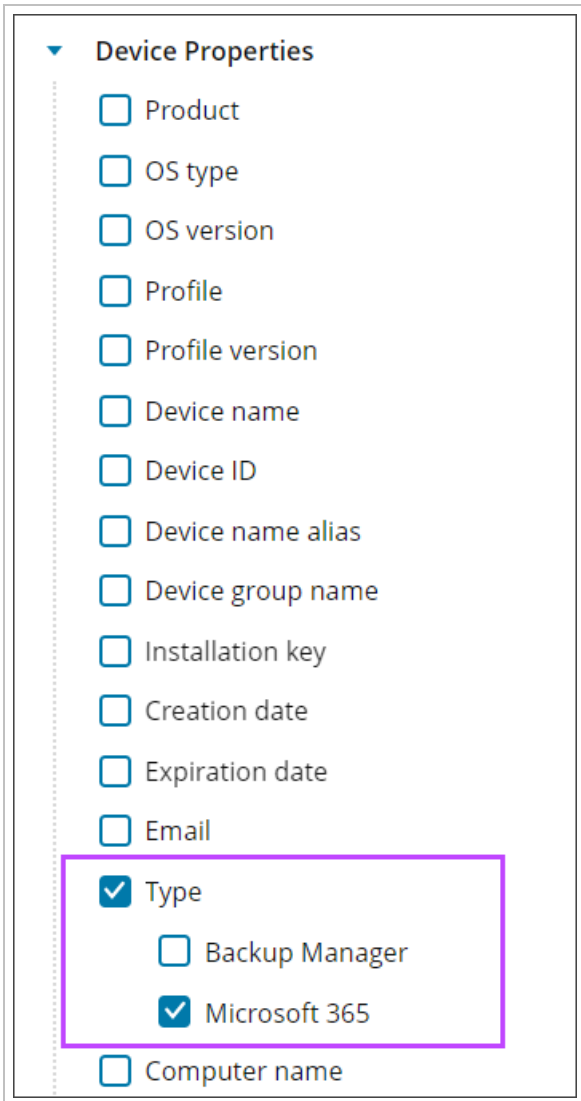 Device Properties
Product
OS type
OS version
Profile
Profile version
Device name
Device ID
Device name alias
Device group name
Installation key
Creation date
Expiration date
Email
Type
Backup Manager
Microsoft 365
Computer name